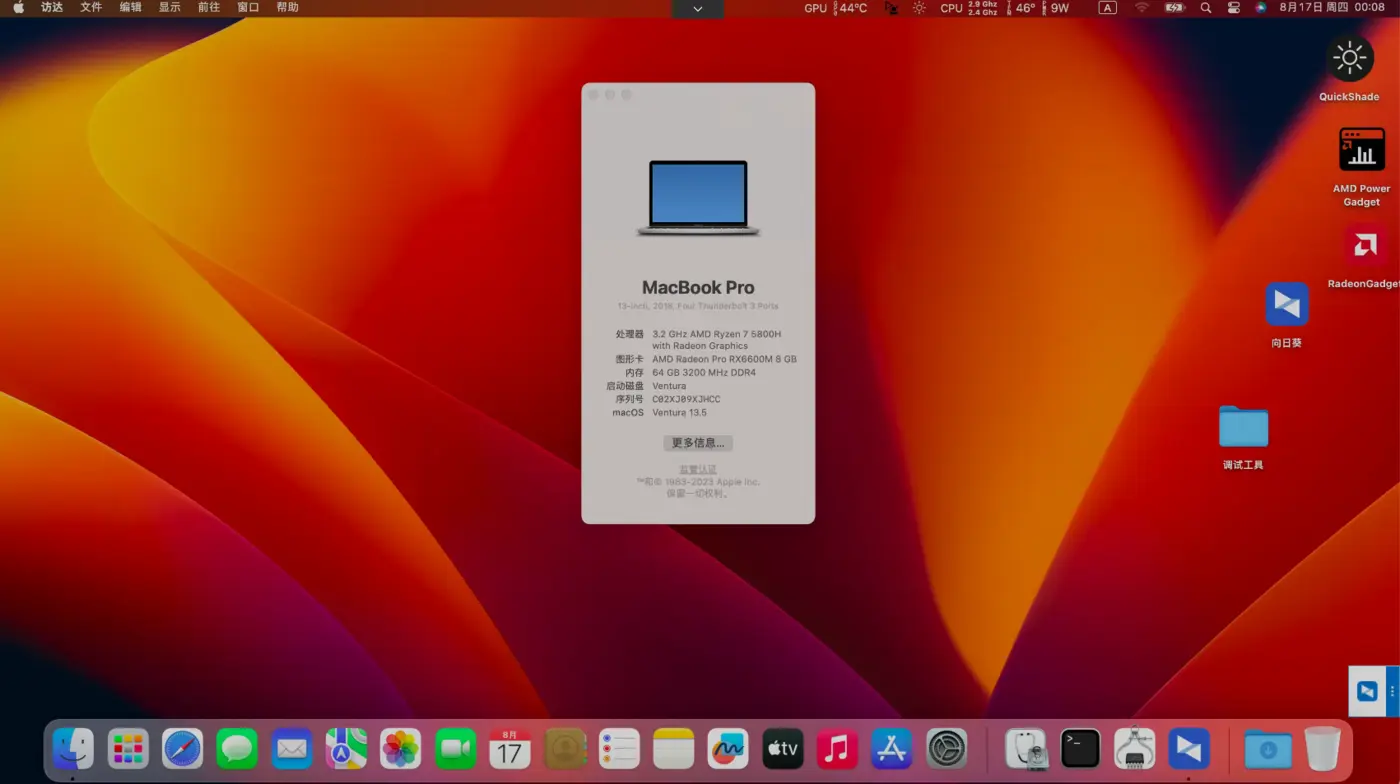 访达 文件 编辑 显示 前往 窗口 帮助
GPU 44°C CPU 2.9 Ghz 2.4 Ghz 46° 9W A 8月17日 周四 00:08
QuickShade
AMD Power
Gadget
RadeonGadget
向日葵
调试工具
MacBook Pro
13-inch, 2016, Four Thunderbolt 3 Ports
处理器 3.2 GHz AMD Ryzen 7 5800H
with Radeon Graphics
图形卡 AMD Radeon Pro RX6600M 8 GB
内存 64 GB 3200 MHz DDR4
启动磁盘 Ventura
序列号 C02XJ09XJHCC
macOS Ventura 13.5
更多信息...
监管认证
™和© 1983-2023 Apple Inc.
保留一切权利。
8月
17
tv